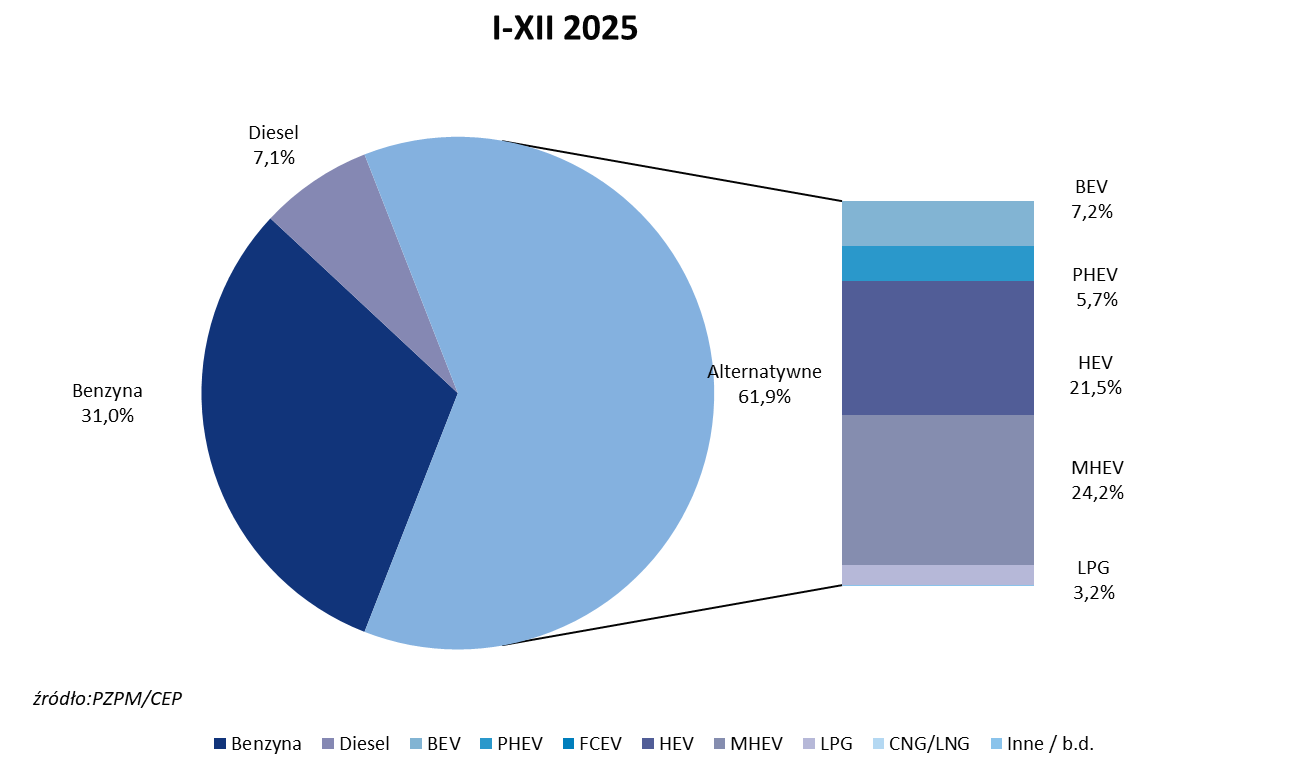 I-XII 2025
Diesel
7,1%
Benzyna
31,0%
Alternatywne
61,9%
BEV
7,2%
PHEV
5,7%
HEV
21,5%
MHEV
24,2%
LPG
3,2%
źródło:PZPM/CEP
Benzyna Diesel BEV PHEV FCEV HEV MHEV LPG CNG/LNG Inne / b.d.